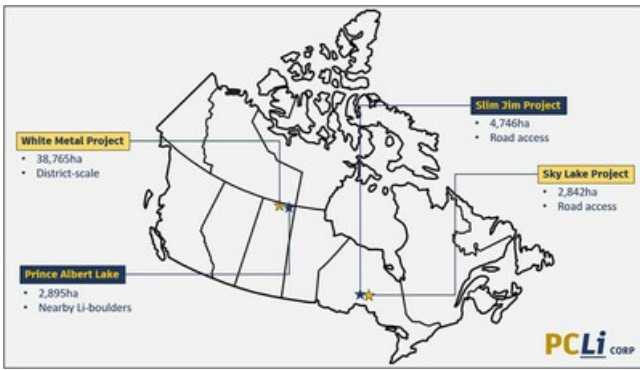 White Metal Project
• 38,765ha
• District-scale
Slim Jim Project
• 4,746ha
• Road access
Sky Lake Project
• 2,842ha
• Road access
Prince Albert Lake
• 2,895ha
• Nearby Li-boulders
PCLi CORP